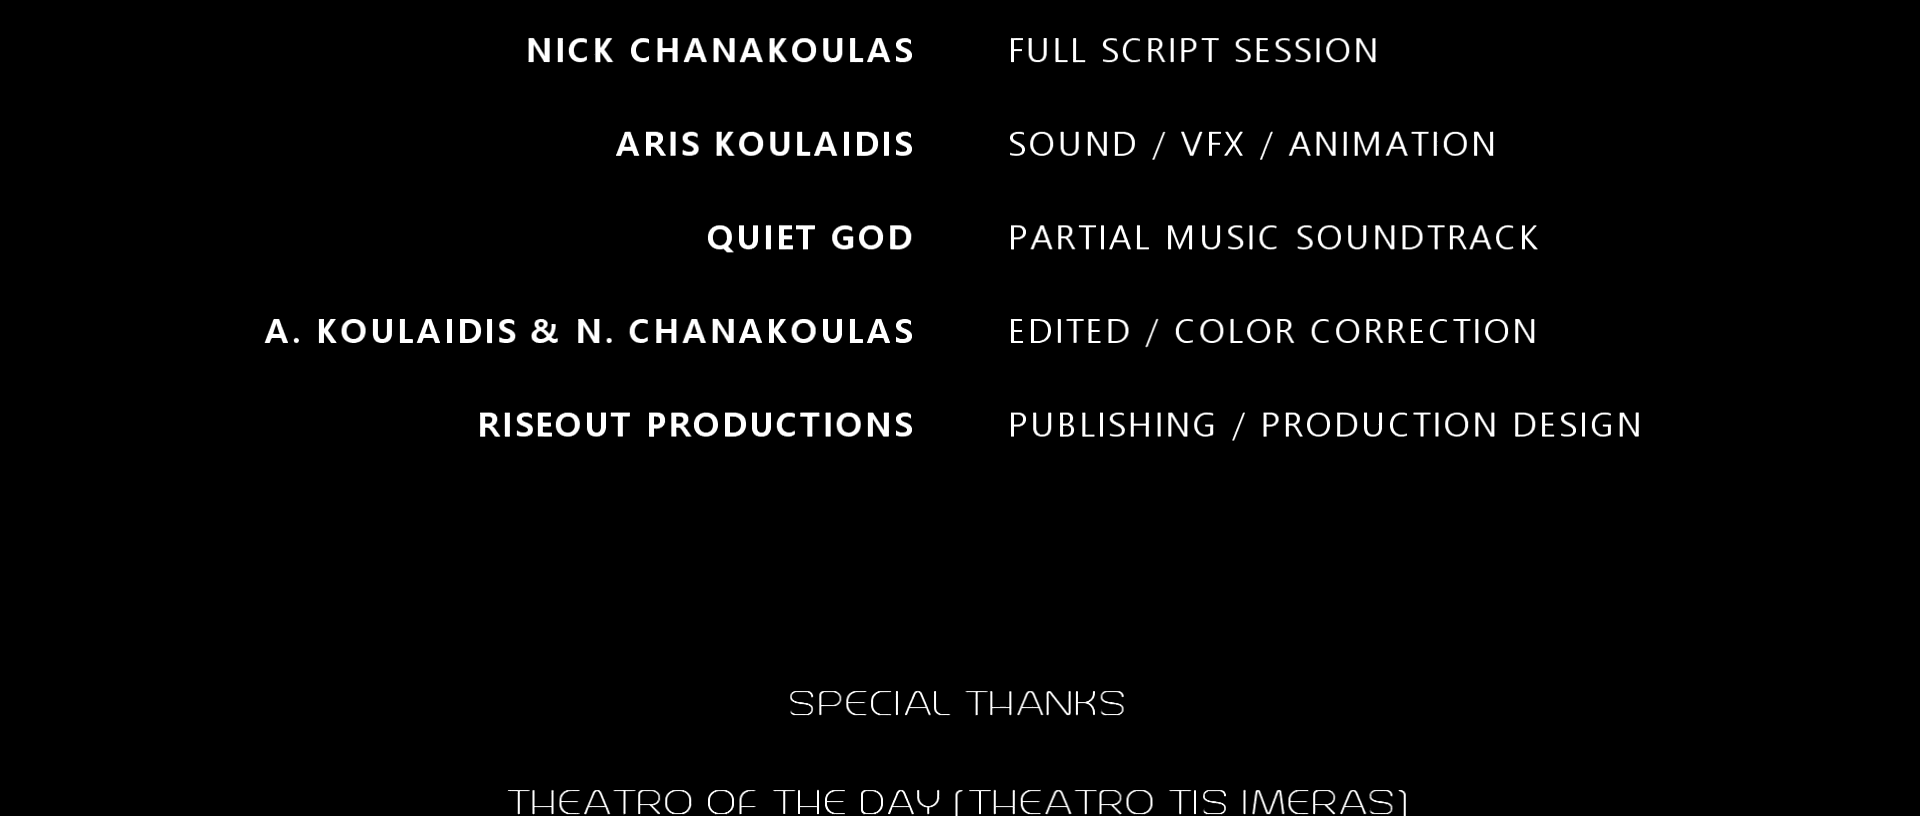 NICK CHANAKOULAS FULL SCRIPT SESSION
ARIS KOULAIDIS SOUND / VFX / ANIMATION
QUIET GOD PARTIAL MUSIC SOUNDTRACK
A. KOULAIDIS & N. CHANAKOULAS EDITED / COLOR CORRECTION
RISEOUT PRODUCTIONS PUBLISHING / PRODUCTION DESIGN
SPECIAL THANKS
THEATRO OF THE DAY (THEATRO TIS IMERAS)